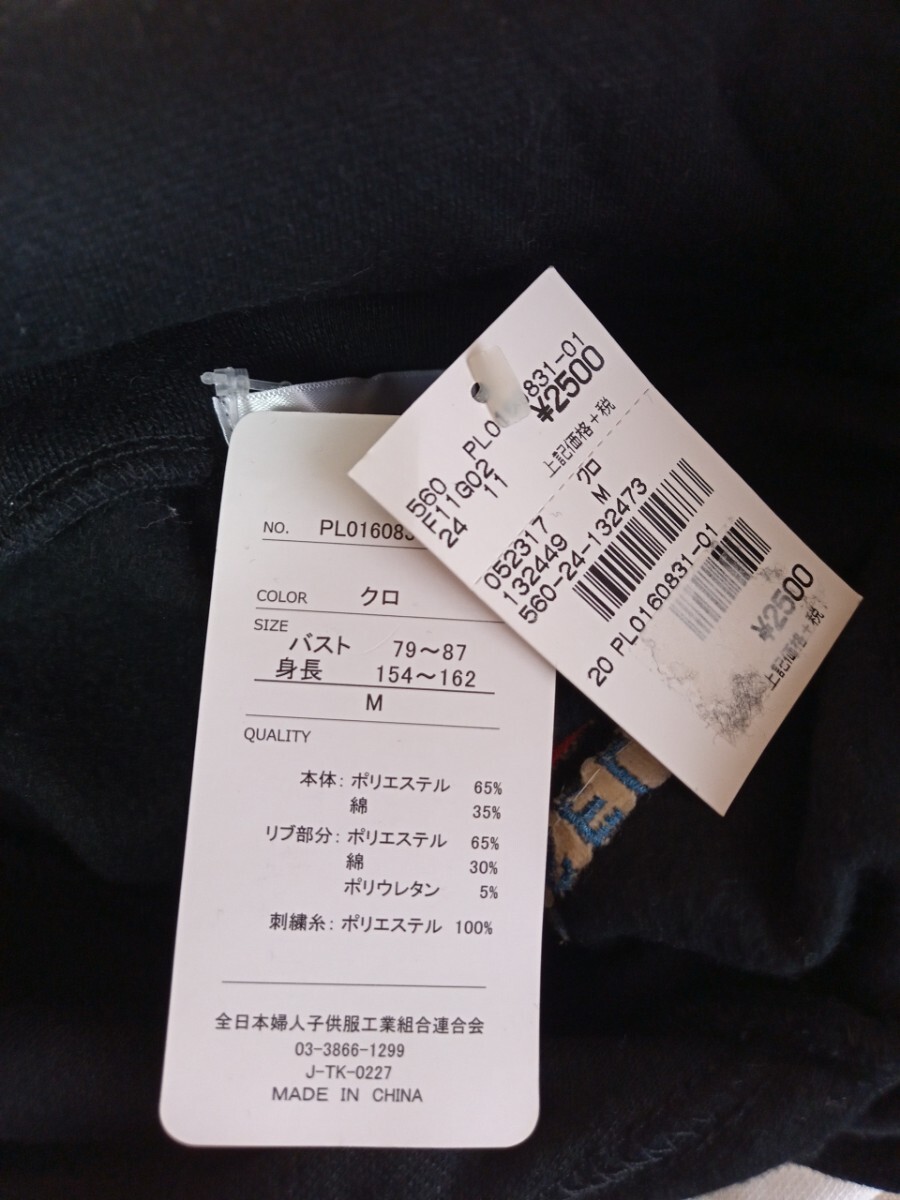 NO. PL01608
COLOR クロ
SIZE
バスト 79～87
身長 154～162
M
QUALITY
本体: ポリエステル 65%
綿 35%
リブ部分: ポリエステル 65%
綿 30%
ポリウレタン 5%
刺繍糸: ポリエステル 100%
全日本婦人子供服工業組合連合会
03-3866-1299
J-TK-0227
MADE IN CHINA
560 PL0 831-01
¥2500
E11G02
24 11
上記価格+税
052317 クロ
132449 M
560-24-132473
20 PL0160831-01
¥2500
上記価格+税